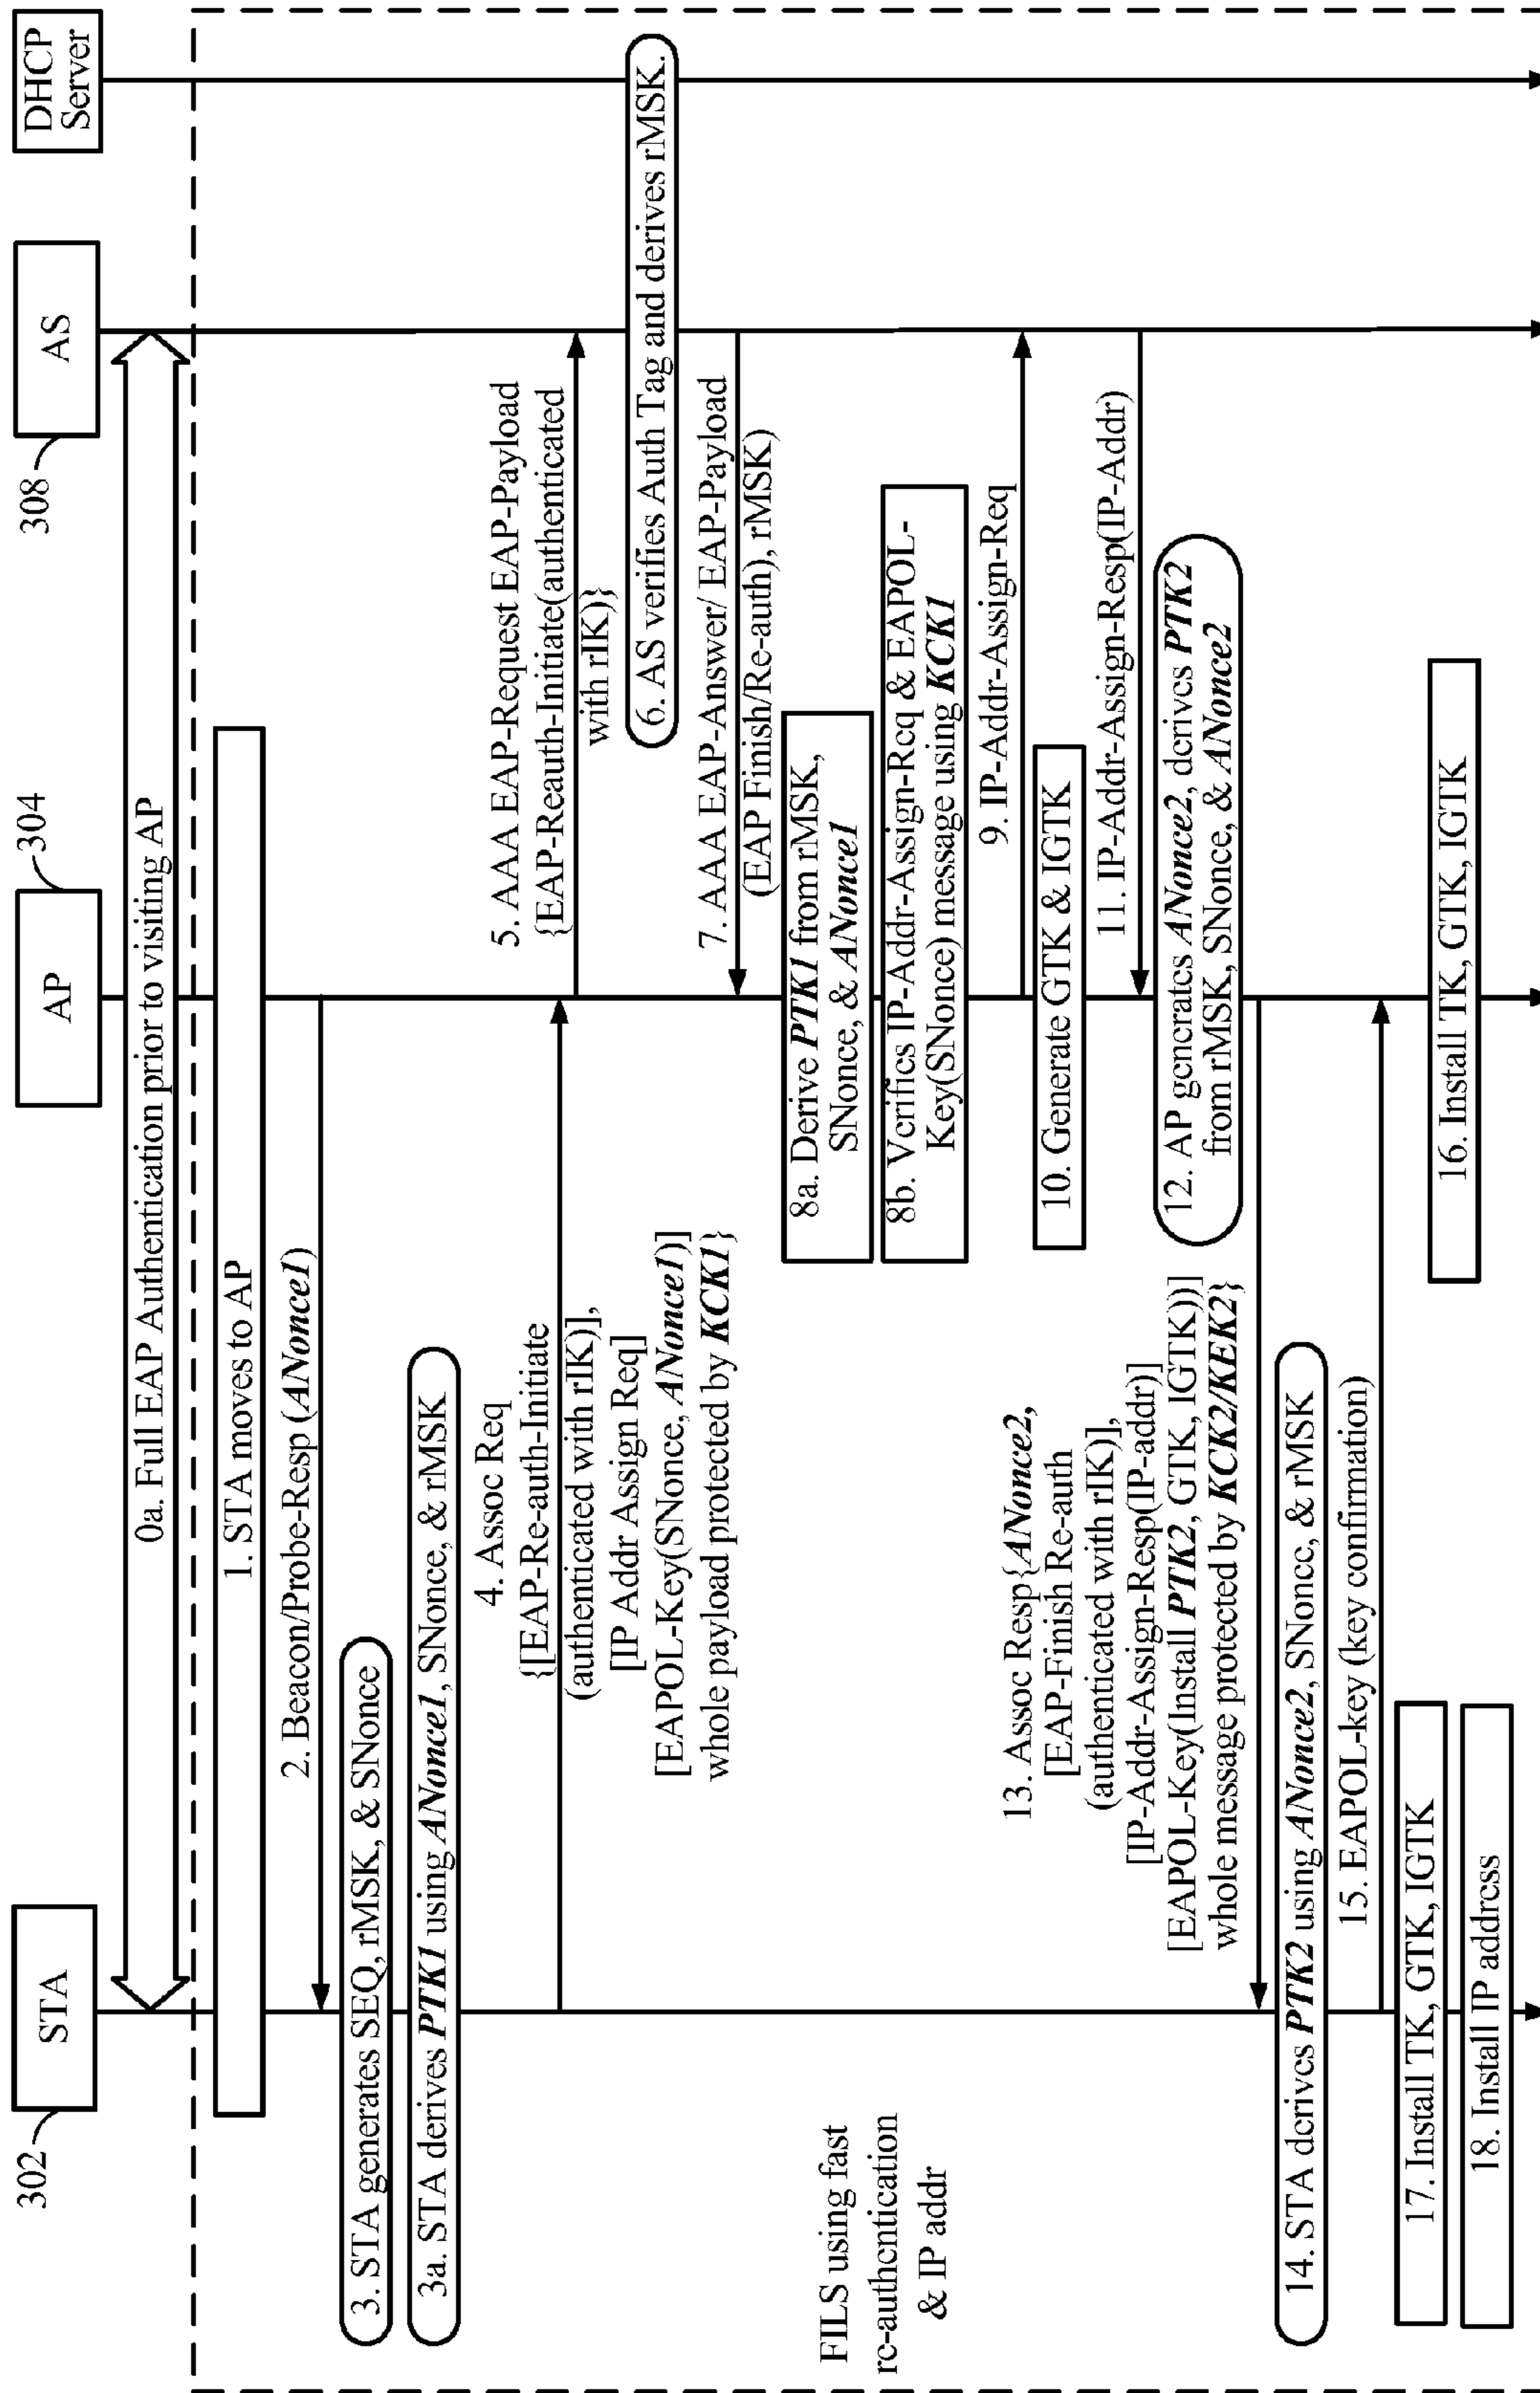 302
STA
AP
304
308
AS
DHCP
Server
0a. Full EAP Authentication prior to visiting AP
1. STA moves to AP
2. Beacon/Probe-Resp (ANonce1)
3. STA generates SEQ, rMSK, & SNonce
3a. STA derives PTK1 using ANonce1, SNonce, & rMSK
4. Assoc Req
{[EAP-Re-auth-Initiate
(authenticated with rIK)],
[IP Addr Assign Req]
[EAPOL-Key(SNonce, ANonce1)]
whole payload protected by KCK1}
5. AAA EAP-Request EAP-Payload
{EAP-Reauth-Initiate(authenticated
with rIK)}
6. AS verifies Auth Tag and derives rMSK.
7. AAA EAP-Answer/ EAP-Payload
(EAP Finish/Re-auth), rMSK)
8a. Derive PTK1 from rMSK,
SNonce, & ANonce1
8b. Verifies IP-Addr-Assign-Req & EAPOL-
Key(SNonce) message using KCK1
9. IP-Addr-Assign-Req
10. Generate GTK & IGTK
11. IP-Addr-Assign-Resp(IP-Addr)
12. AP generates ANonce2, derives PTK2
from rMSK, SNonce, & ANonce2
FILS using fast
re-authentication
& IP addr
13. Assoc Resp{ANonce2,
[EAP-Finish Re-auth
(authenticated with rIK)],
[IP-Addr-Assign-Resp(IP-addr)]
[EAPOL-Key(Install PTK2, GTK, IGTK))]
whole message protected by KCK2/KEK2}
14. STA derives PTK2 using ANonce2, SNonce, & rMSK
15. EAPOL-key (key confirmation)
16. Install TK, GTK, IGTK
17. Install TK, GTK, IGTK
18. Install IP address